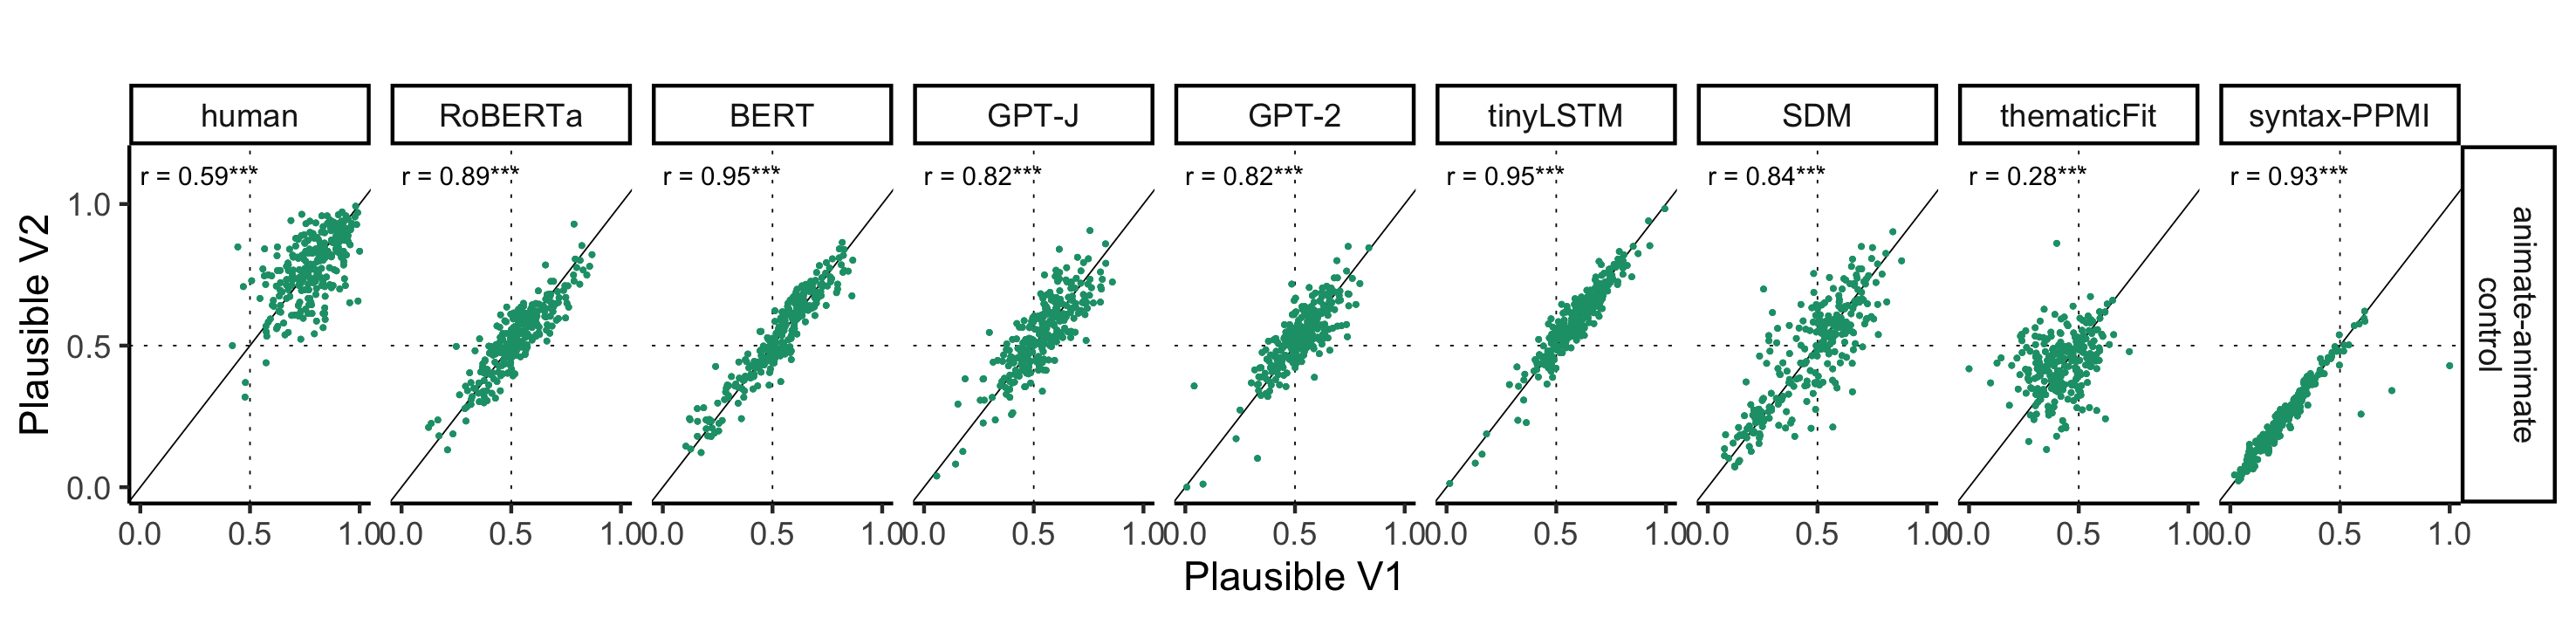 human RoBERTa BERT GPT-J GPT-2 tinyLSTM SDM thematicFit syntax-PPMI
r = 0.59*** r = 0.89*** r = 0.95*** r = 0.82*** r = 0.82*** r = 0.95*** r = 0.84*** r = 0.28*** r = 0.93***
animate-animate
control
Plausible V2
1.0
0.5
0.0
0.0 0.5 1.0 0.0 0.5 1.0 0.0 0.5 1.0 0.0 0.5 1.0 0.0 0.5 1.0 0.0 0.5 1.0 0.0 0.5 1.0 0.0 0.5 1.0 0.0 0.5 1.0
Plausible V1